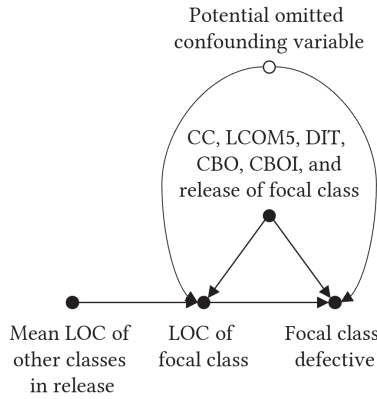 Potential omitted
confounding variable
CC, LCOM5, DIT,
CBO, CBOI, and
release of focal class
Mean LOC of
other classes
in release
LOC of
focal class
Focal class
defective